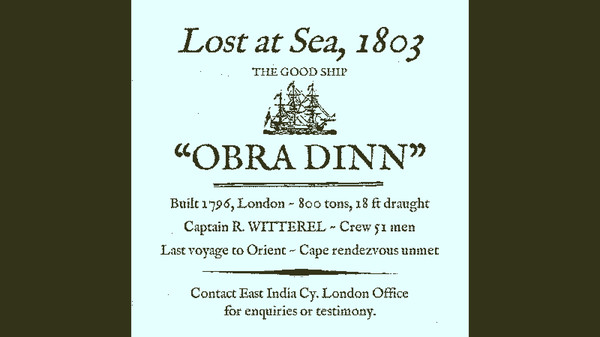 Lost at Sea, 1803
THE GOOD SHIP
“OBRA DINN”
Built 1796, London ~ 800 tons, 18 ft draught
Captain R. WITTEREL ~ Crew 51 men
Last voyage to Orient ~ Cape rendezvous unmet
Contact East India Cy. London Office
for enquiries or testimony.